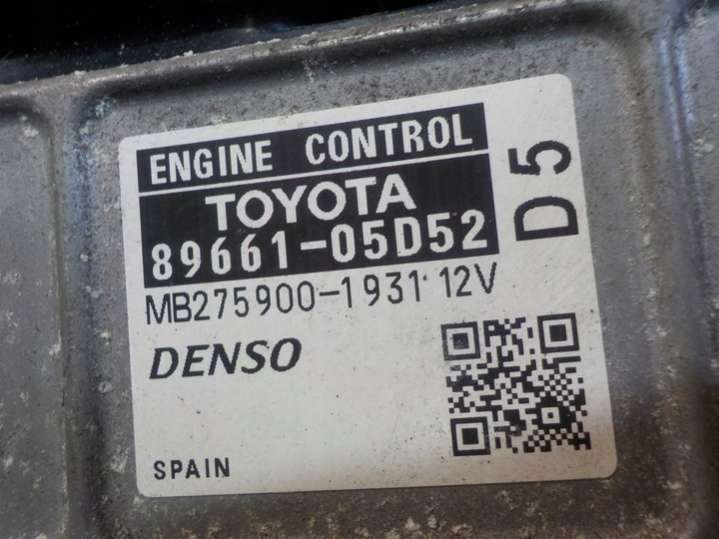 ENGINE CONTROL
TOYOTA
89661-05D52
D5
MB275900-1931 12V
DENSO
SPAIN